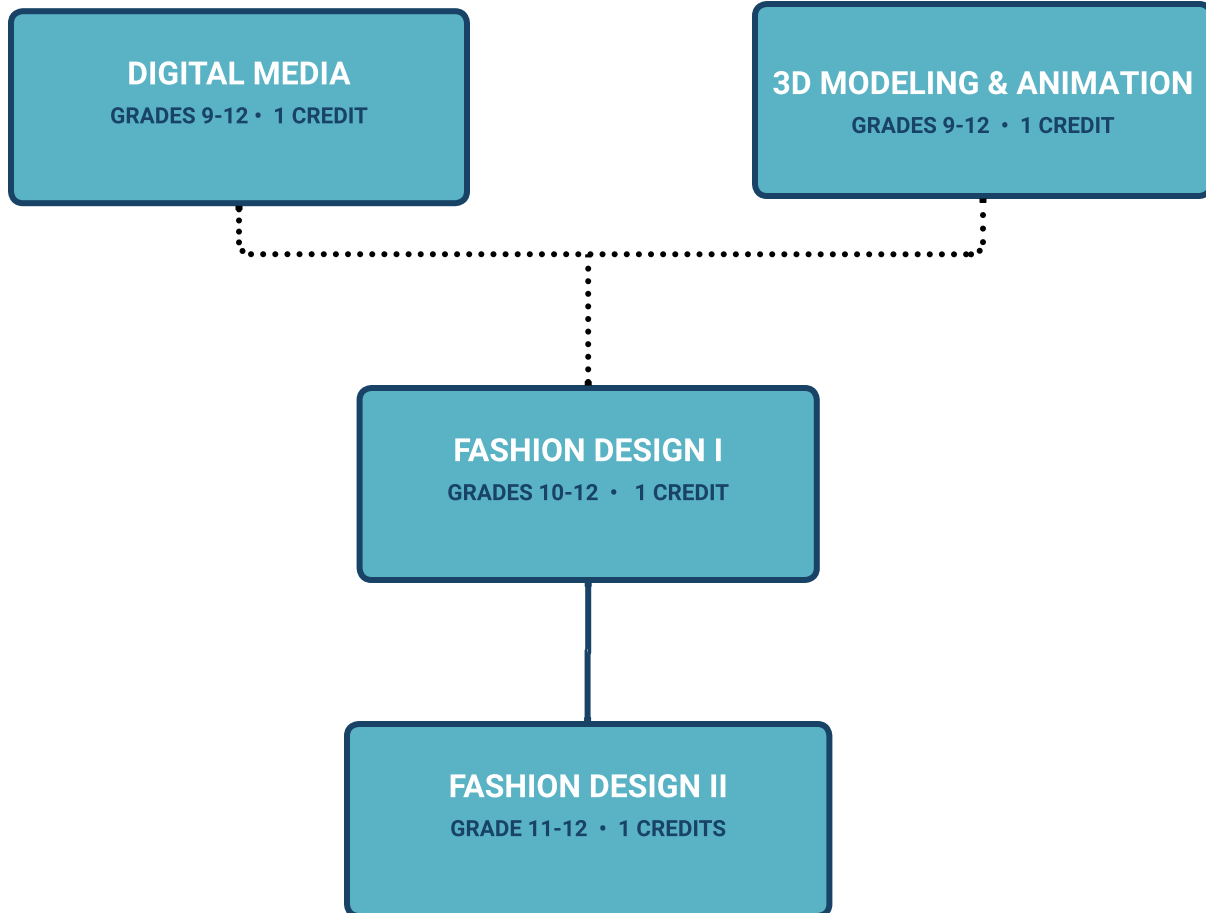 DIGITAL MEDIA
GRADES 9-12 • 1 CREDIT
3D MODELING & ANIMATION
GRADES 9-12 • 1 CREDIT
FASHION DESIGN I
GRADES 10-12 • 1 CREDIT
FASHION DESIGN II
GRADE 11-12 • 1 CREDITS